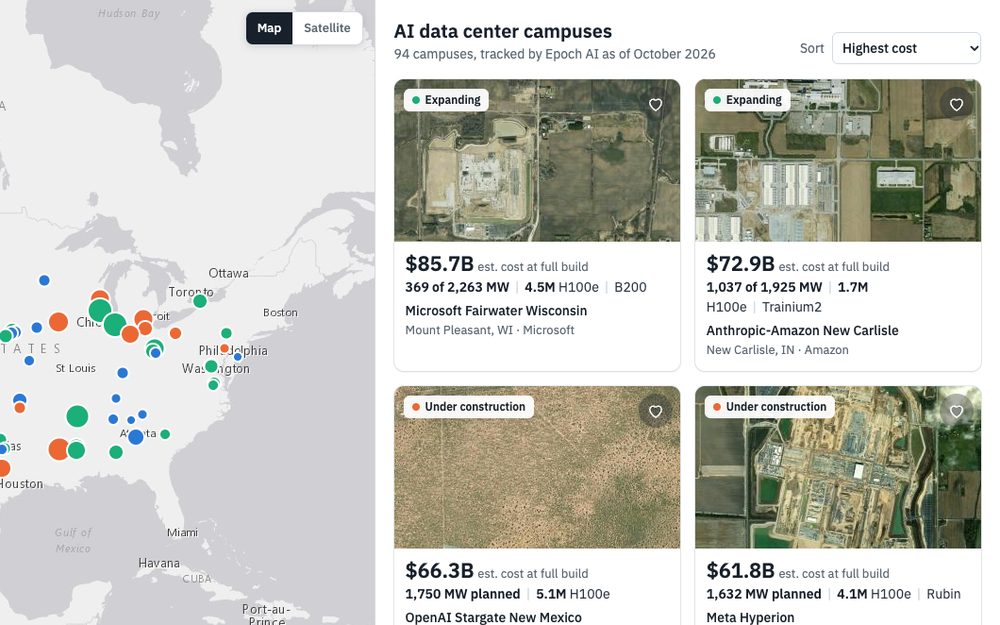 Hudson Bay
Map
Satellite
Ottawa
Toronto
Boston
Chi
oit
Philadelphia
TATES
St Louis
Washington
Atlanta
as
Houston
Miami
Gulf of
Mexico
Havana
CUBA
Port-au-
Prince
A
AI data center campuses
94 campuses, tracked by Epoch AI as of October 2026
Sort
Highest cost
Expanding
$85.7B est. cost at full build
369 of 2,263 MW | 4.5M H100e | B200
Microsoft Fairwater Wisconsin
Mount Pleasant, WI · Microsoft
Expanding
$72.9B est. cost at full build
1,037 of 1,925 MW | 1.7M
H100e | Trainium2
Anthropic-Amazon New Carlisle
New Carlisle, IN · Amazon
Under construction
$66.3B est. cost at full build
1,750 MW planned | 5.1M H100e
OpenAI Stargate New Mexico
Under construction
$61.8B est. cost at full build
1,632 MW planned | 4.1M H100e | Rubin
Meta Hyperion